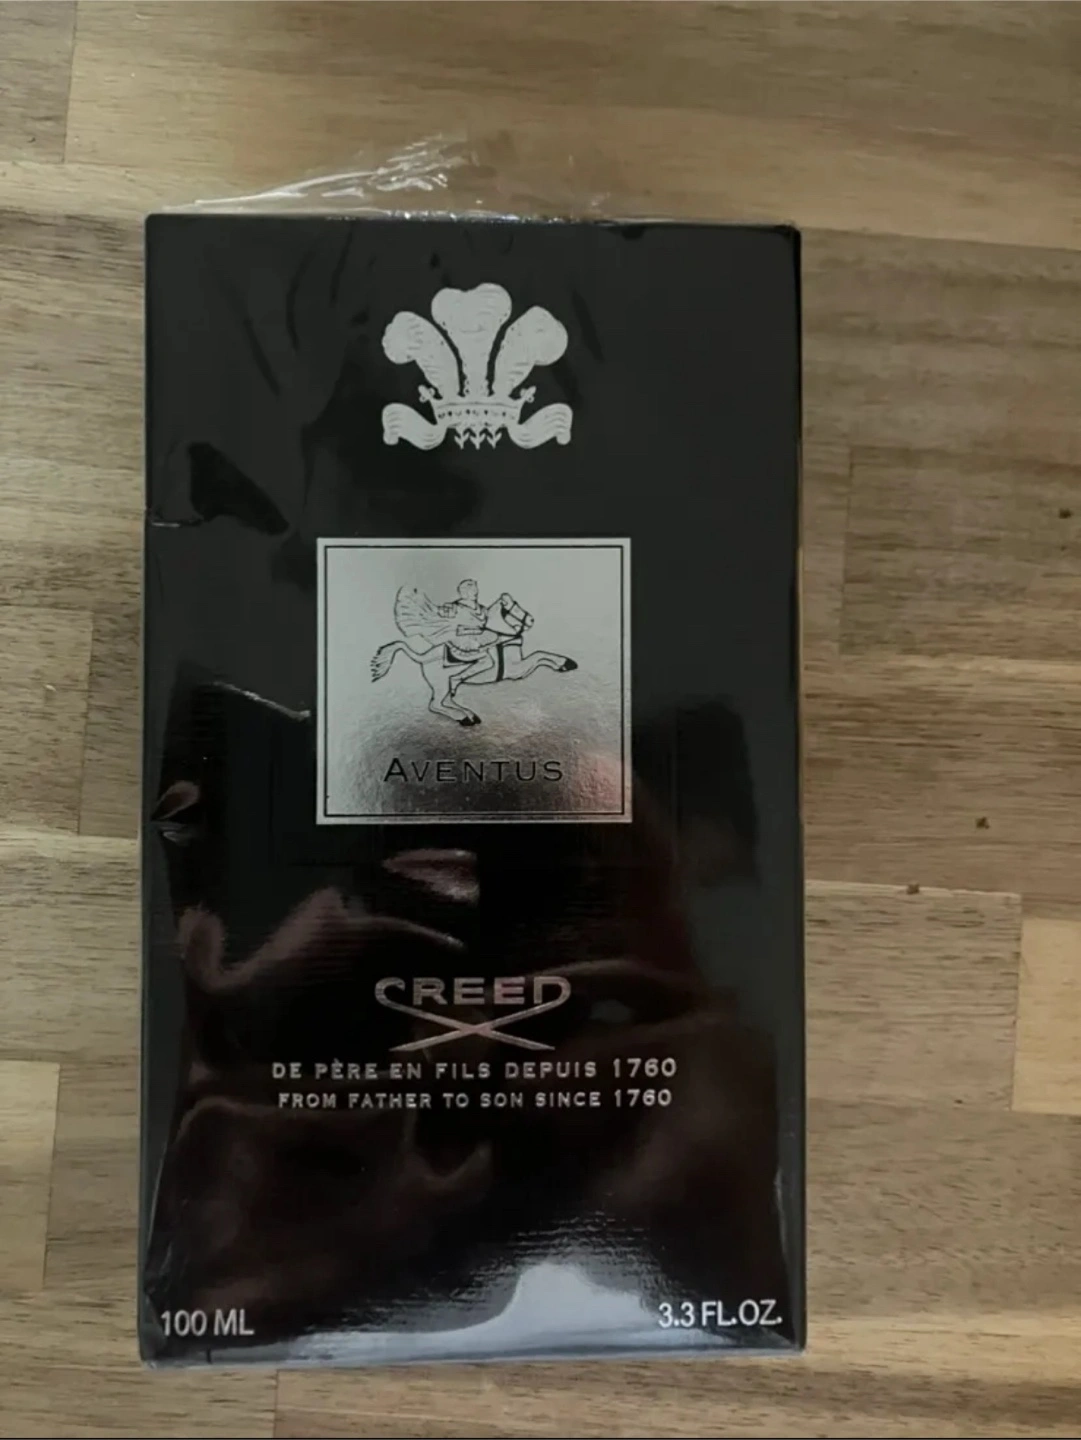 AVENTUS
CREED
DE PÈRE EN FILS DEPUIS 1760
FROM FATHER TO SON SINCE 1760
100 ML
3.3 FL.OZ.